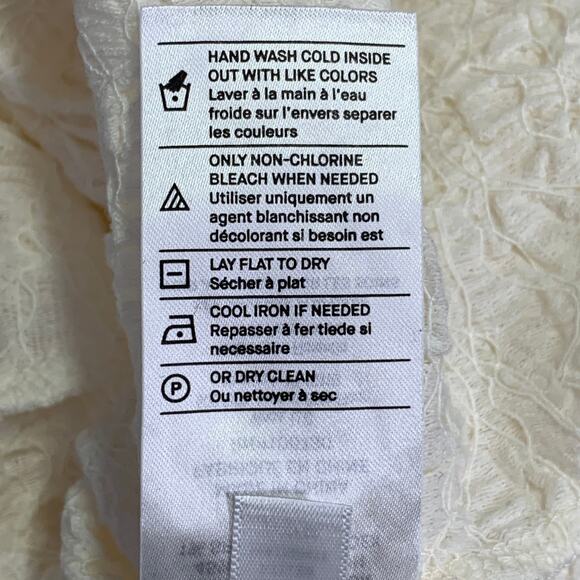 HAND WASH COLD INSIDE
OUT WITH LIKE COLORS
Laver à la main à l'eau
froide sur l'envers separer
les couleurs
ONLY NON-CHLORINE
BLEACH WHEN NEEDED
Utiliser uniquement un
agent blanchissant non
décolorant si besoin est
LAY FLAT TO DRY
Sécher à plat
COOL IRON IF NEEDED
Repasser à fer tiede si
necessaire
P
OR DRY CLEAN
Ou nettoyer à sec